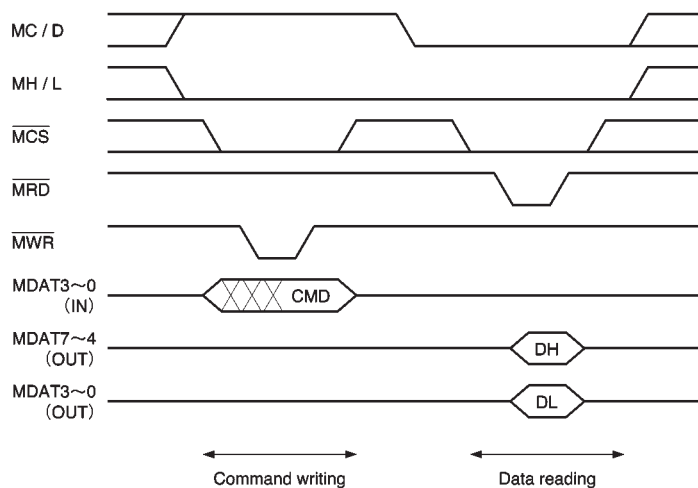 MC / D
MH / L
MCS
MRD
MWR
MDAT3～0
(IN)
CMD
MDAT7～4
(OUT)
DH
MDAT3～0
(OUT)
DL
Command writing
Data reading